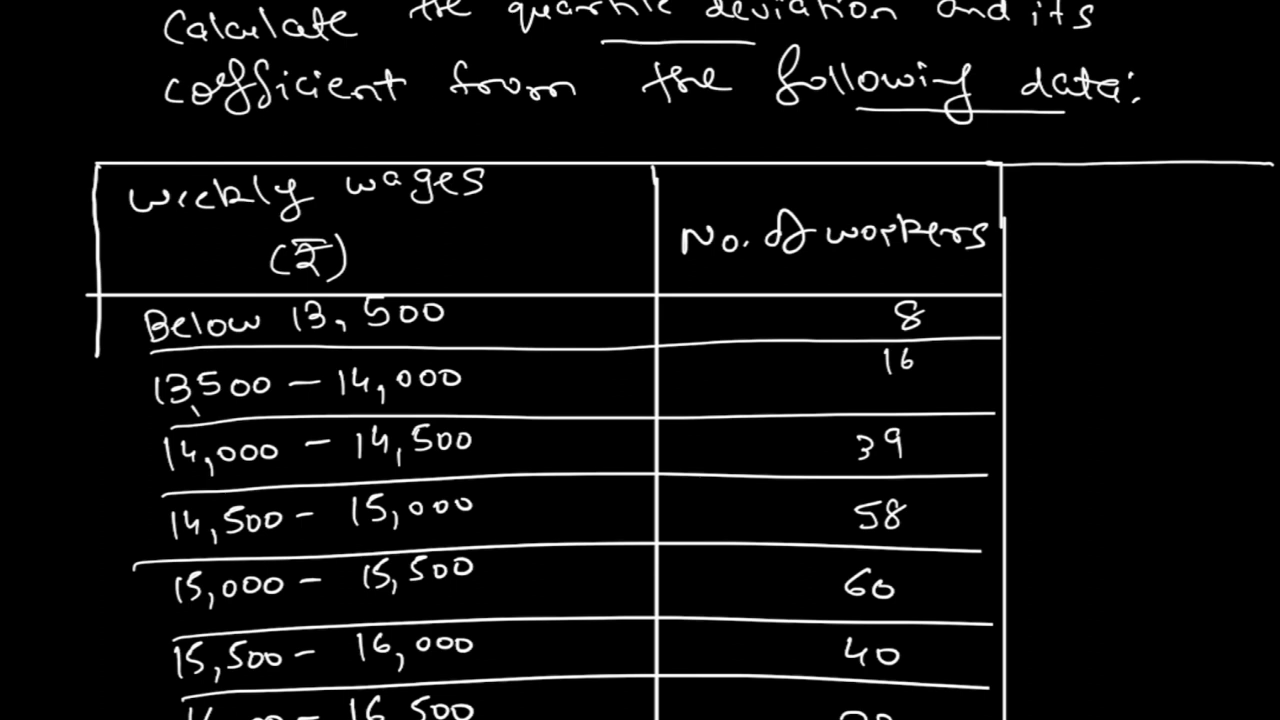 Calculate the quartile deviation and its
coefficient from the following data:
Weekly wages No. of workers
(₹)
Below 13,500 8
13,500 - 14,000 16
14,000 - 14,500 39
14,500 - 15,000 58
15,000 - 15,500 60
15,500 - 16,000 40
- 16,500